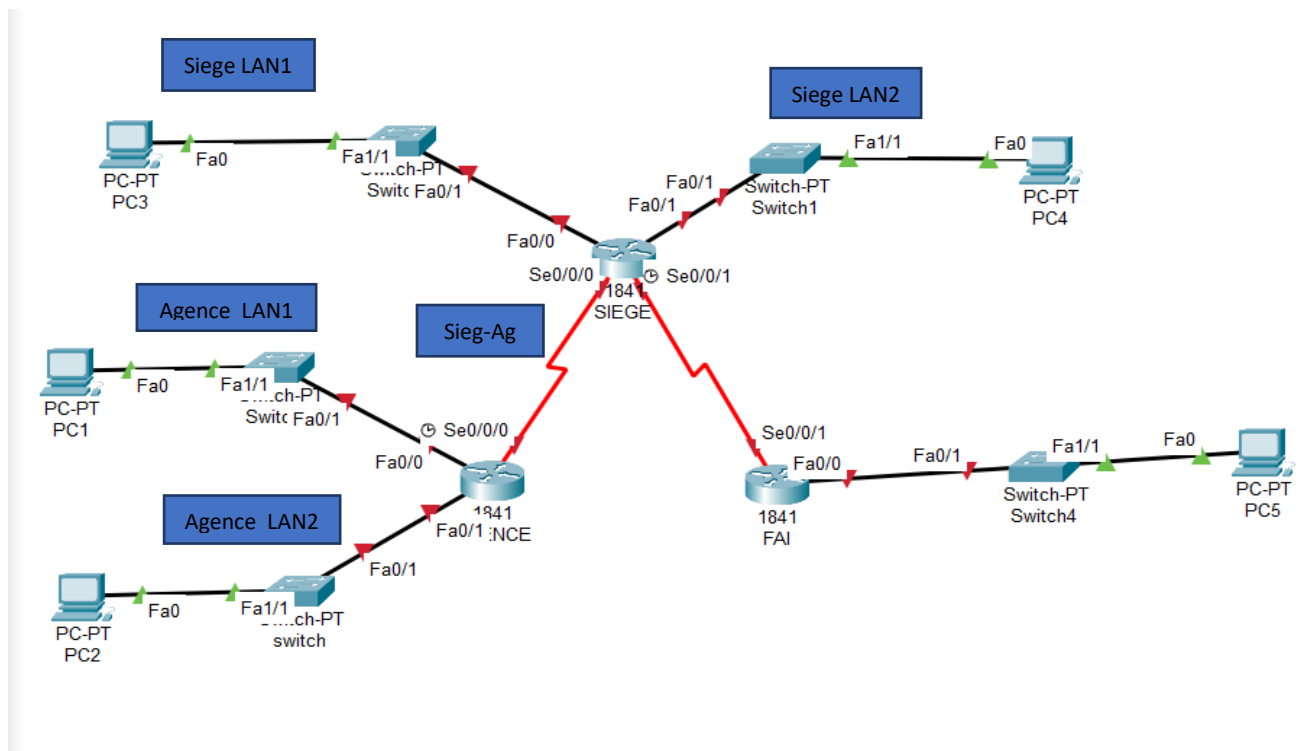 Siege LAN1
Siege LAN2
Fa0
Fa1/1
PC-PT
PC3
Fa0/1
Fa0/0
Fa1/1
Fa0
Fa0/1
Fa0/1
Switch-PT
Switch1
PC-PT
PC4
Se0/0/0
Se0/0/1
1841
SIEGE
Agence LAN1
Sieg-Ag
Fa0
Fa1/1
PC-PT
PC1
Fa0/1
Se0/0/0
Fa0/0
Agence LAN2
Fa0/1
Fa0/1
Fa0
Fa1/1
PC-PT
PC2
switch
Se0/0/1
Fa0/0
1841
FAI
Fa0/1
Fa1/1
Fa0
Switch-PT
Switch4
PC-PT
PC5